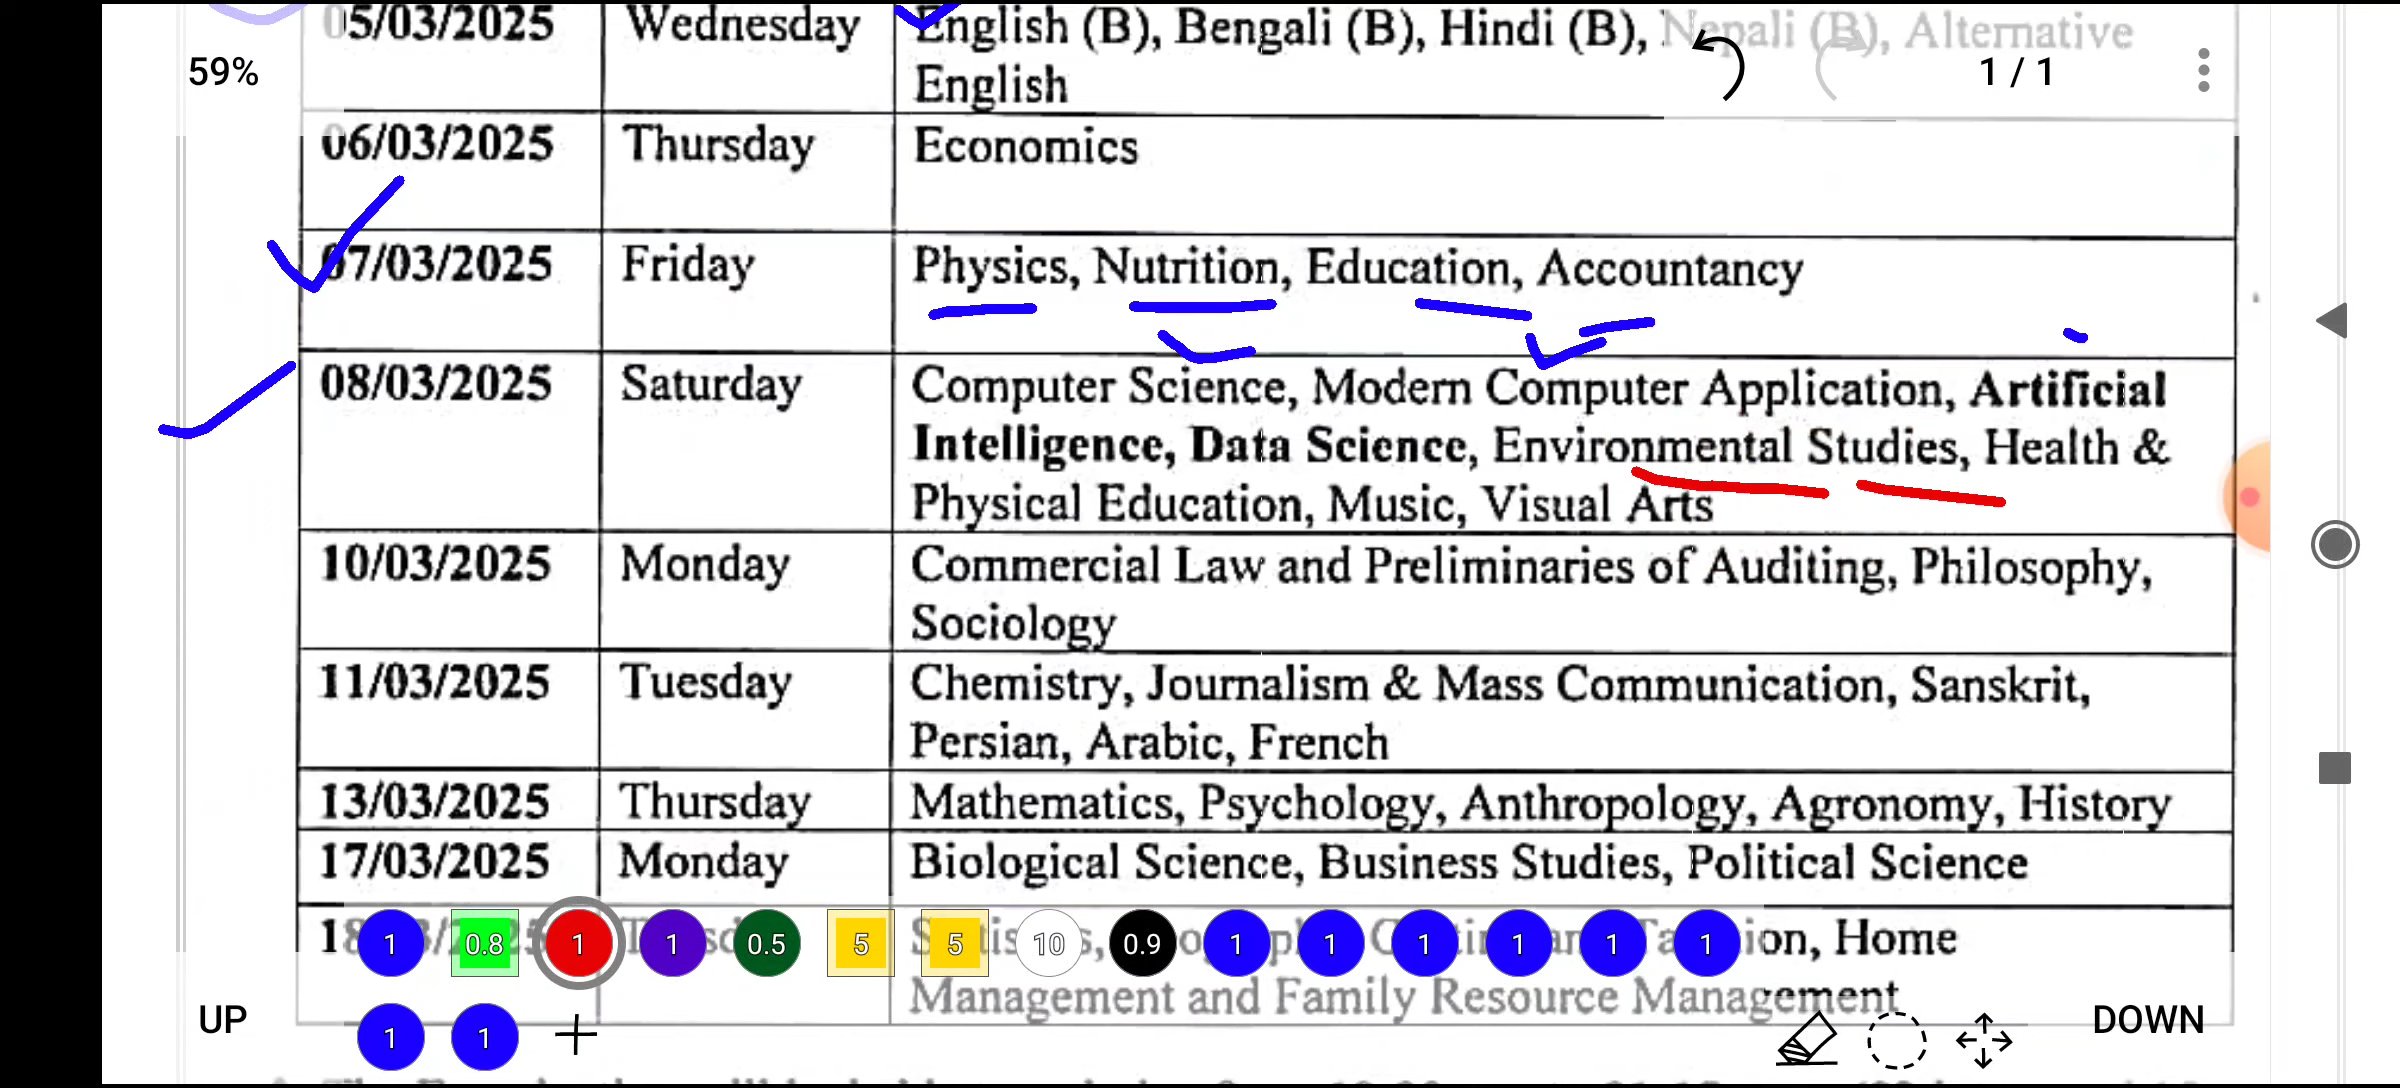 05/03/2025 Wednesday English (B), Bengali (B), Hindi (B), Nepali (B), Alternative
English
59%
1 / 1
06/03/2025 Thursday Economics
07/03/2025 Friday Physics, Nutrition, Education, Accountancy
08/03/2025 Saturday Computer Science, Modern Computer Application, Artificial
Intelligence, Data Science, Environmental Studies, Health &
Physical Education, Music, Visual Arts
10/03/2025 Monday Commercial Law and Preliminaries of Auditing, Philosophy,
Sociology
11/03/2025 Tuesday Chemistry, Journalism & Mass Communication, Sanskrit,
Persian, Arabic, French
13/03/2025 Thursday Mathematics, Psychology, Anthropology, Agronomy, History
17/03/2025 Monday Biological Science, Business Studies, Political Science
Home
1 0.8 1 1 0.5 5 5 10 0.9 1 1 1 1 1 1
Management and Family Resource Management
UP 1 1 + DOWN